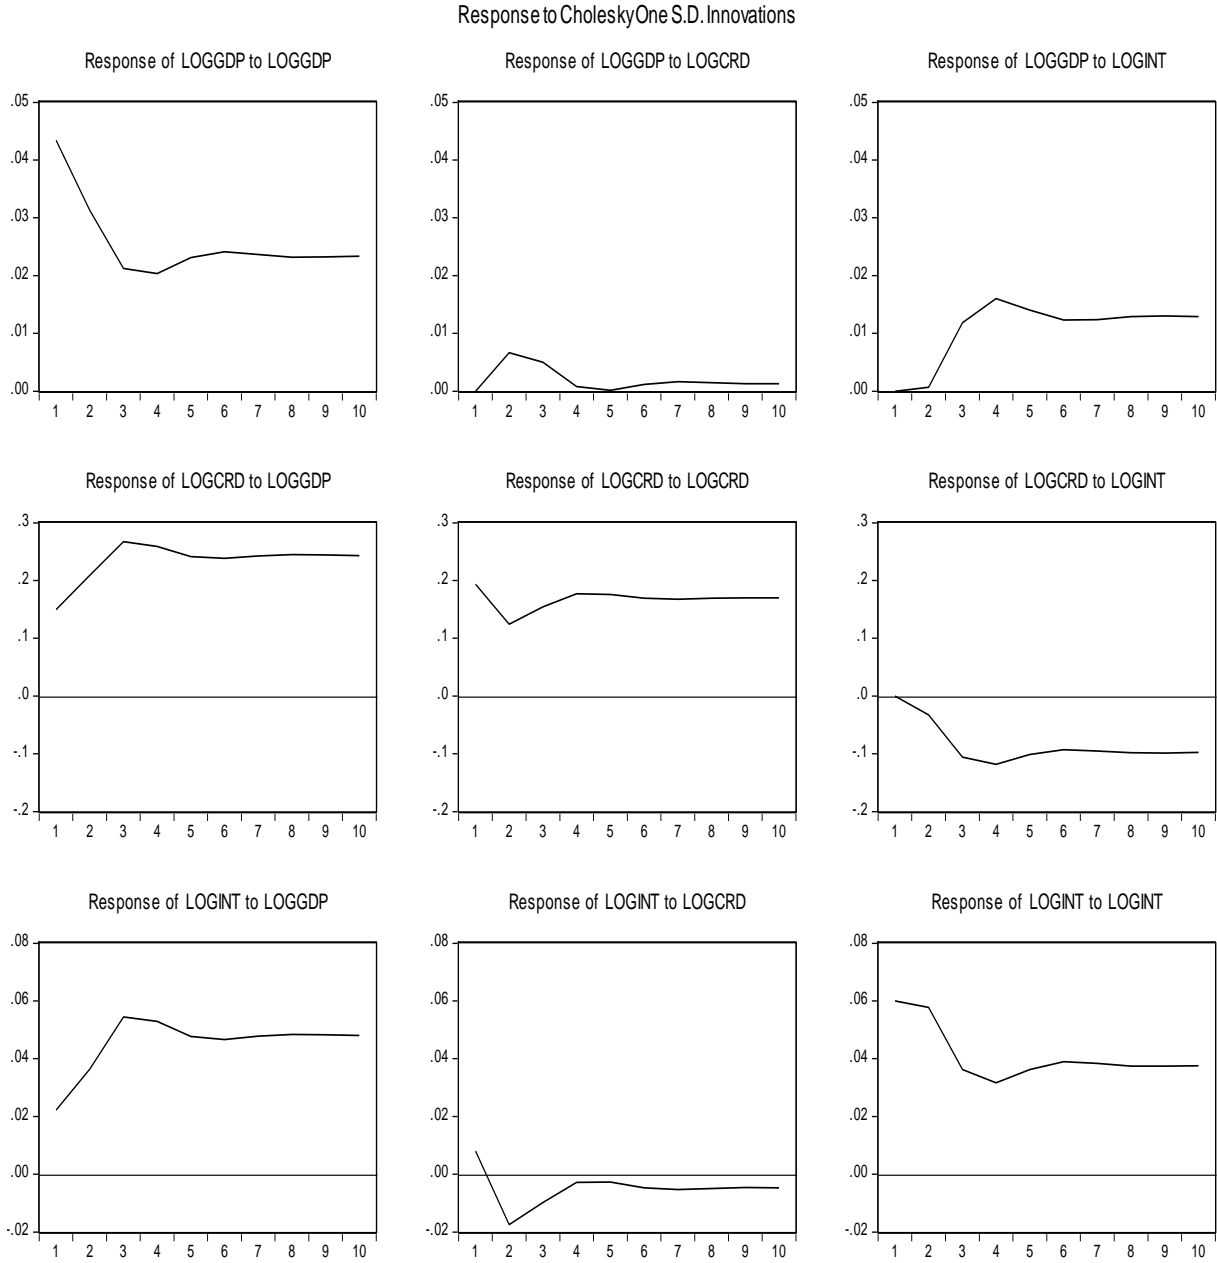 Response to Cholesky One S.D. Innovations
Response of LOGGDP to LOGGDP
Response of LOGGDP to LOGCRD
Response of LOGGDP to LOGINT
.05
.04
.03
.02
.01
.00
1 2 3 4 5 6 7 8 9 10
.05
.04
.03
.02
.01
.00
1 2 3 4 5 6 7 8 9 10
.05
.04
.03
.02
.01
.00
1 2 3 4 5 6 7 8 9 10
Response of LOGCRD to LOGGDP
Response of LOGCRD to LOGCRD
Response of LOGCRD to LOGINT
.3
.2
.1
.0
-.1
-.2
1 2 3 4 5 6 7 8 9 10
.3
.2
.1
.0
-.1
-.2
1 2 3 4 5 6 7 8 9 10
.3
.2
.1
.0
-.1
-.2
1 2 3 4 5 6 7 8 9 10
Response of LOGINT to LOGGDP
Response of LOGINT to LOGCRD
Response of LOGINT to LOGINT
.08
.06
.04
.02
.00
-.02
1 2 3 4 5 6 7 8 9 10
.08
.06
.04
.02
.00
-.02
1 2 3 4 5 6 7 8 9 10
.08
.06
.04
.02
.00
-.02
1 2 3 4 5 6 7 8 9 10